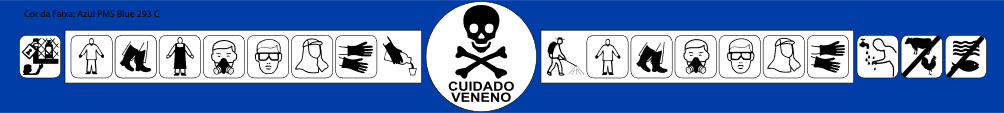 Cor da Faixa: Azul PMS Blue 293 C
CUIDADO
VENENO